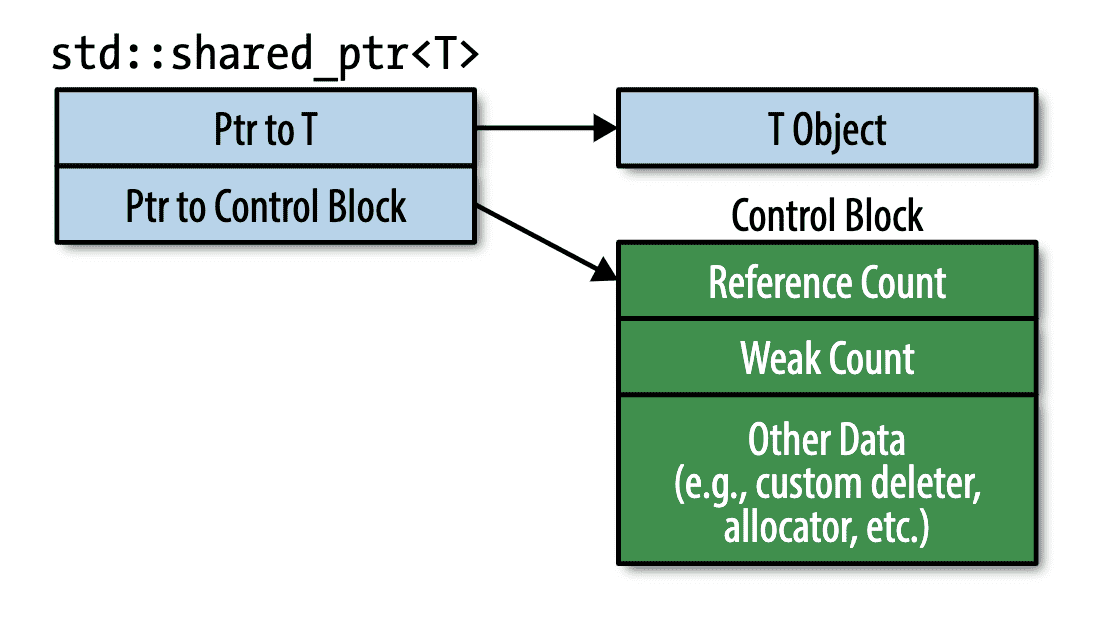 std::shared_ptr<T>
Ptr to T
T Object
Ptr to Control Block
Control Block
Reference Count
Weak Count
Other Data
(e.g., custom deleter,
allocator, etc.)